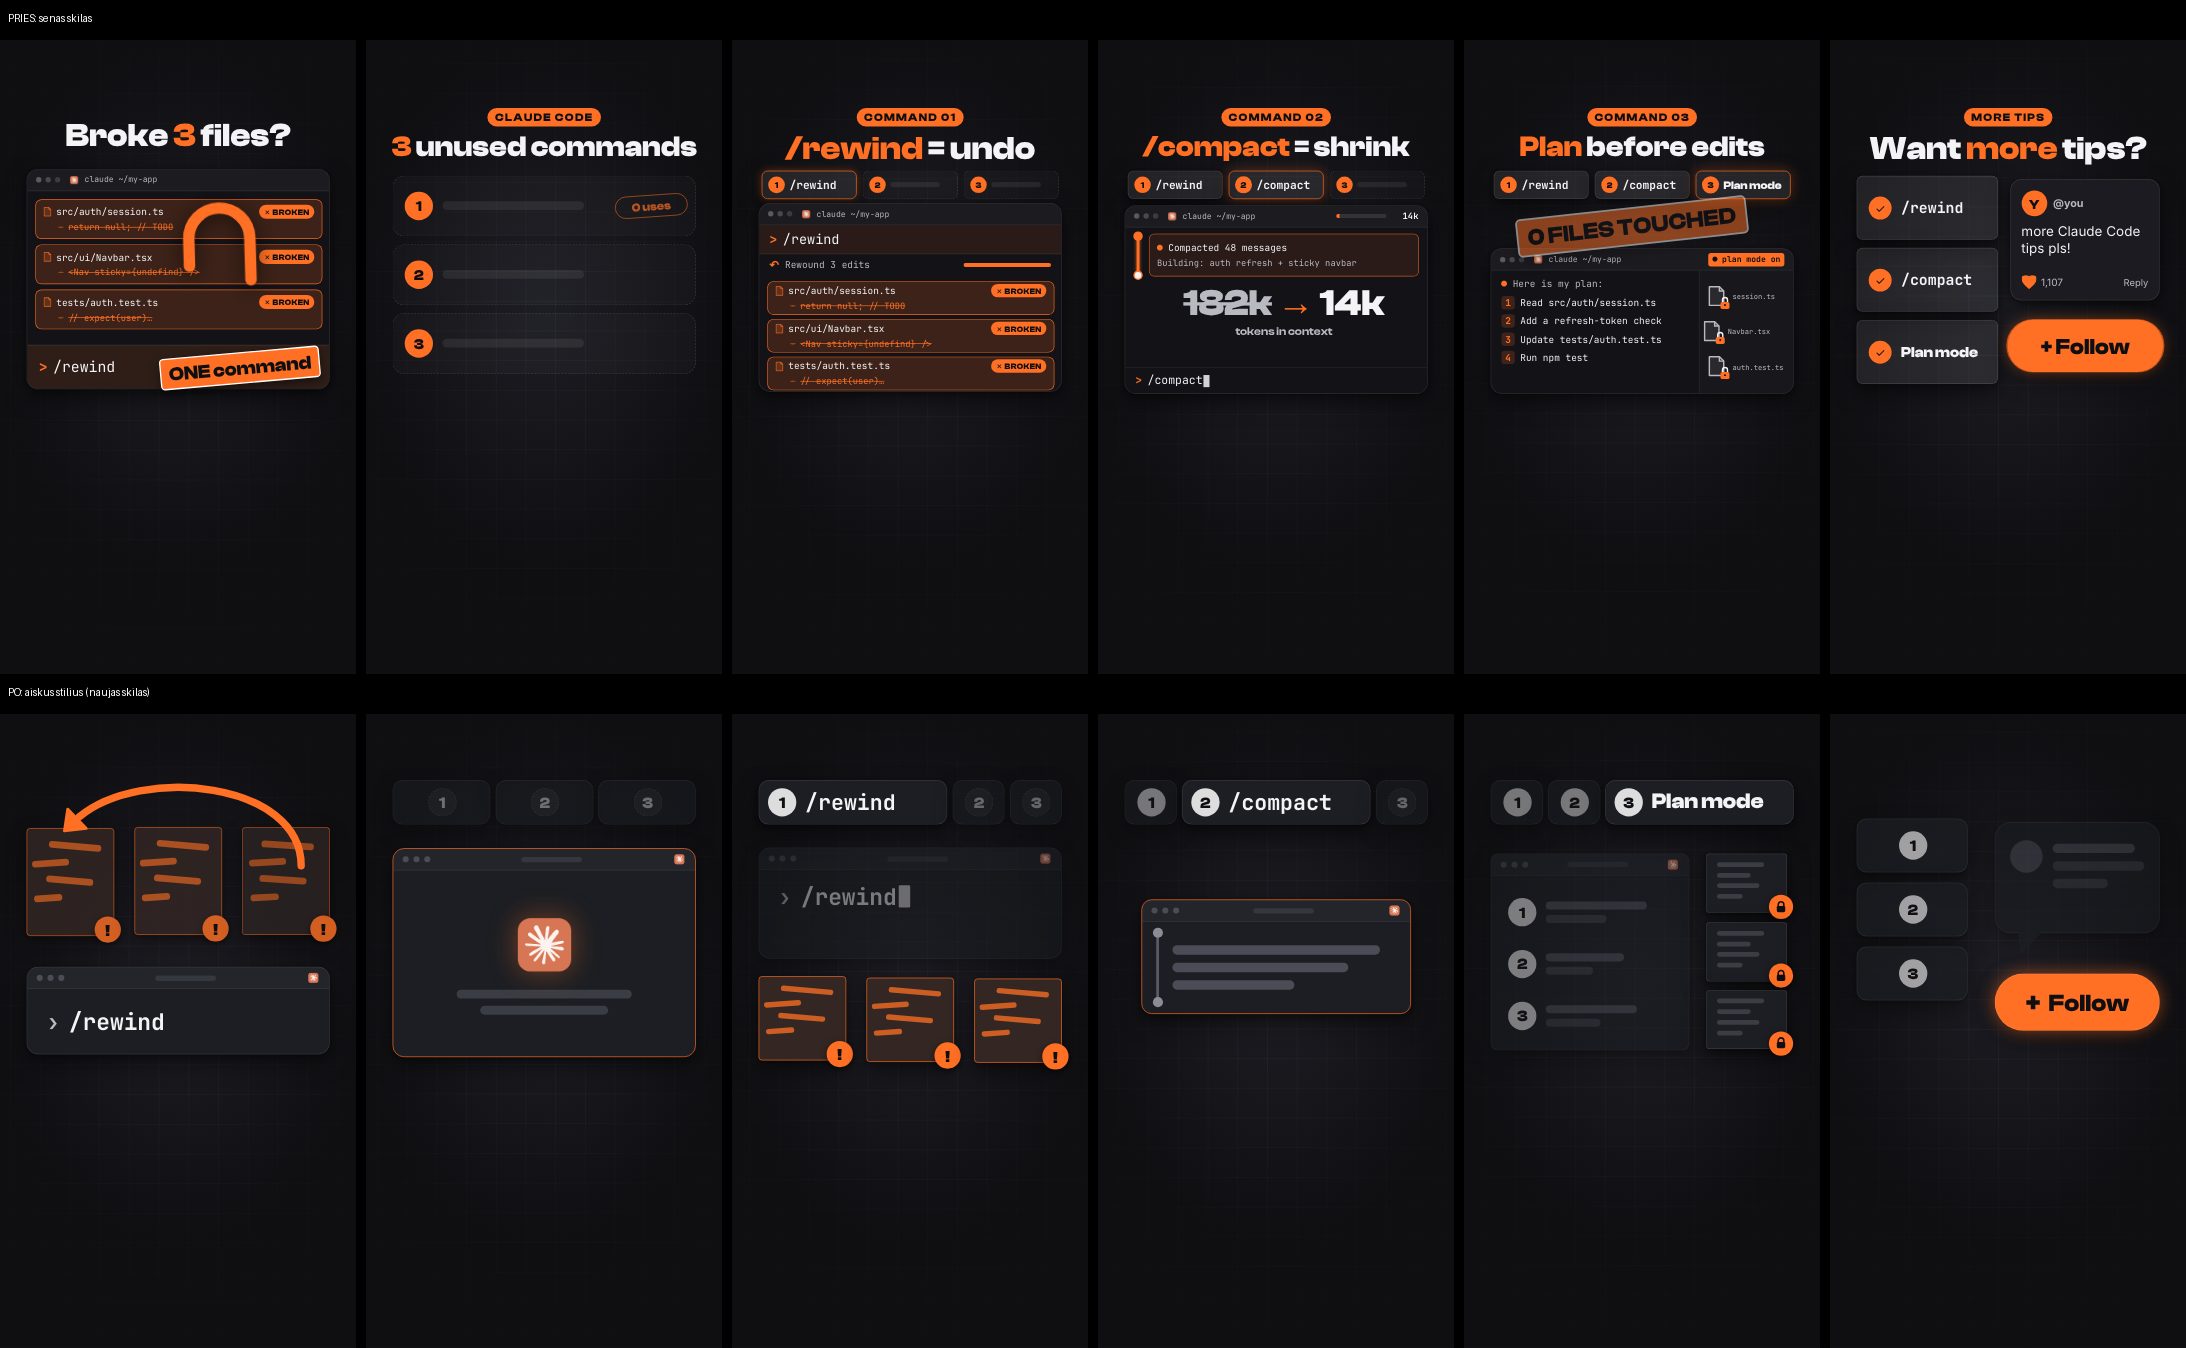 PRIES: senas skilas
Broke 3 files?
claude ~/my-app
src/auth/session.ts
× BROKEN
− return null; // TODO
src/ui/Navbar.tsx
× BROKEN
− <Nav sticky={undefind} />
tests/auth.test.ts
× BROKEN
− // expect(user)…
> /rewind
ONE command
CLAUDE CODE
3 unused commands
1
0 uses
2
3
COMMAND 01
/rewind = undo
1 /rewind
2
3
claude ~/my-app
> /rewind
Rewound 3 edits
src/auth/session.ts
× BROKEN
− return null; // TODO
src/ui/Navbar.tsx
× BROKEN
− <Nav sticky={undefind} />
tests/auth.test.ts
× BROKEN
− // expect(user)…
COMMAND 02
/compact = shrink
1 /rewind
2 /compact
3
claude ~/my-app
14k
Compacted 48 messages
Building: auth refresh + sticky navbar
182k → 14k
tokens in context
> /compact
COMMAND 03
Plan before edits
1 /rewind
2 /compact
3 Plan mode
0 FILES TOUCHED
claude ~/my-app
plan mode on
Here is my plan:
1 Read src/auth/session.ts
2 Add a refresh-token check
3 Update tests/auth.test.ts
4 Run npm test
session.ts
Navbar.tsx
auth.test.ts
MORE TIPS
Want more tips?
/rewind
/compact
Plan mode
Y @you
more Claude Code
tips pls!
1,107
Reply
+ Follow
PO: aiskus stilius (naujas skilas)
!
!
!
› /rewind
1
2
3
1 /rewind
2
3
› /rewind
!
!
!
1
2 /compact
3
1
2
3 Plan mode
1
2
3
1
2
3
+ Follow